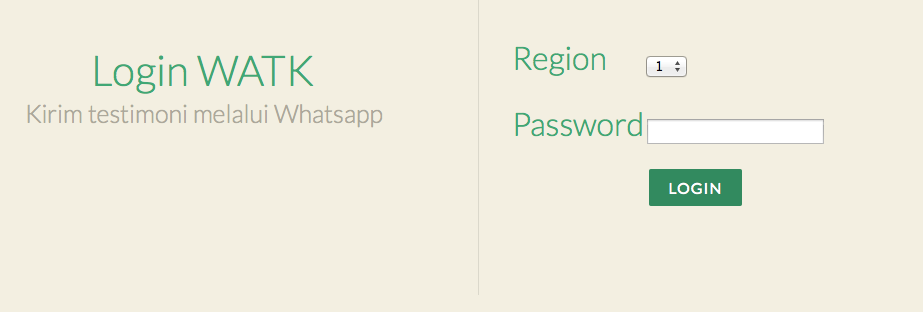 Login WATK
Kirim testimoni melalui Whatsapp
Region
1
Password
LOGIN